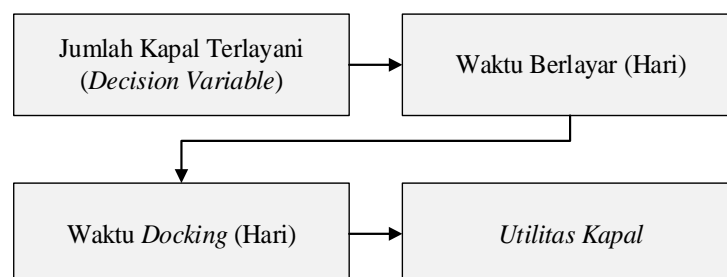 Jumlah Kapal Terlayani
(Decision Variable)
Waktu Berlayar (Hari)
Waktu Docking (Hari)
Utilitas Kapal